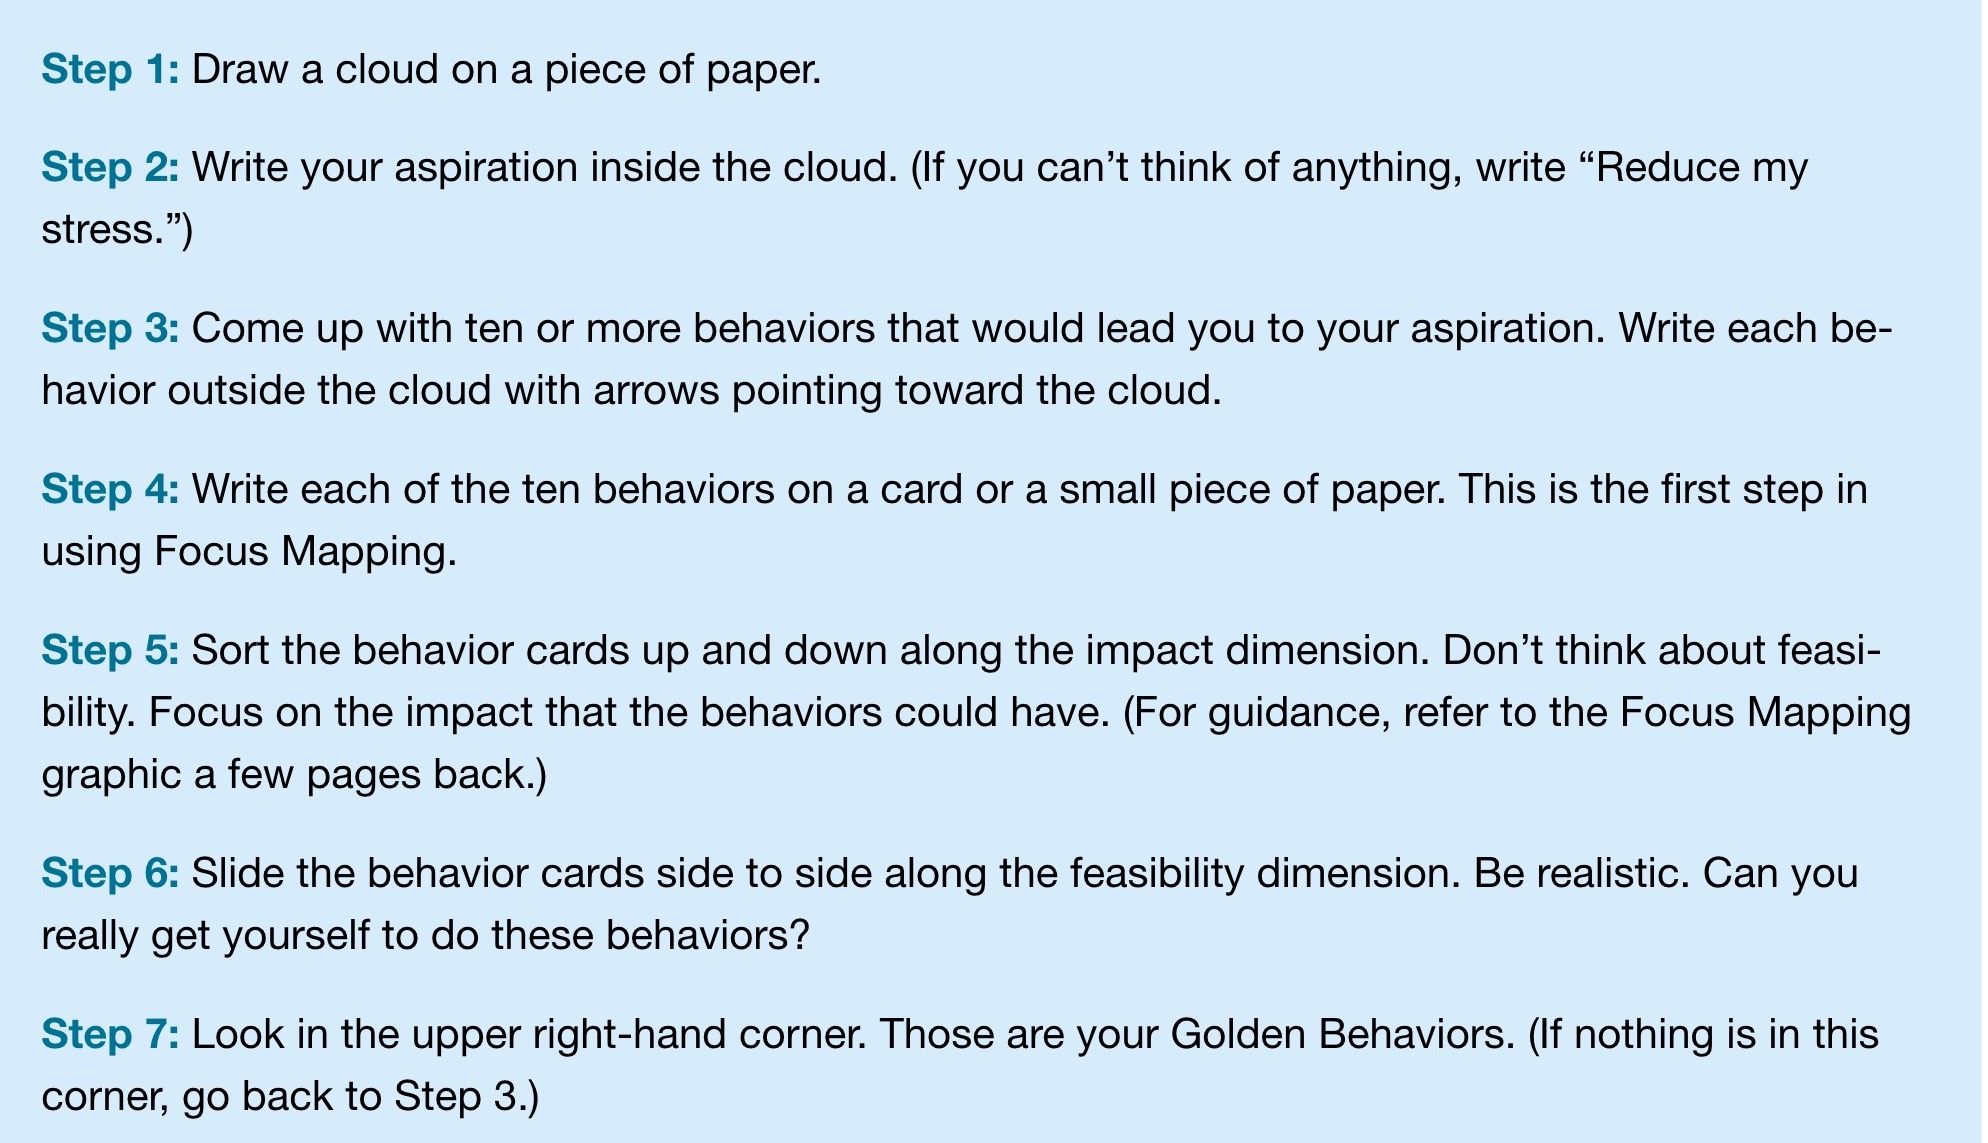 Step 1: Draw a cloud on a piece of paper.
Step 2: Write your aspiration inside the cloud. (If you can’t think of anything, write “Reduce my
stress.”)
Step 3: Come up with ten or more behaviors that would lead you to your aspiration. Write each be-
havior outside the cloud with arrows pointing toward the cloud.
Step 4: Write each of the ten behaviors on a card or a small piece of paper. This is the first step in
using Focus Mapping.
Step 5: Sort the behavior cards up and down along the impact dimension. Don’t think about feasi-
bility. Focus on the impact that the behaviors could have. (For guidance, refer to the Focus Mapping
graphic a few pages back.)
Step 6: Slide the behavior cards side to side along the feasibility dimension. Be realistic. Can you
really get yourself to do these behaviors?
Step 7: Look in the upper right-hand corner. Those are your Golden Behaviors. (If nothing is in this
corner, go back to Step 3.)